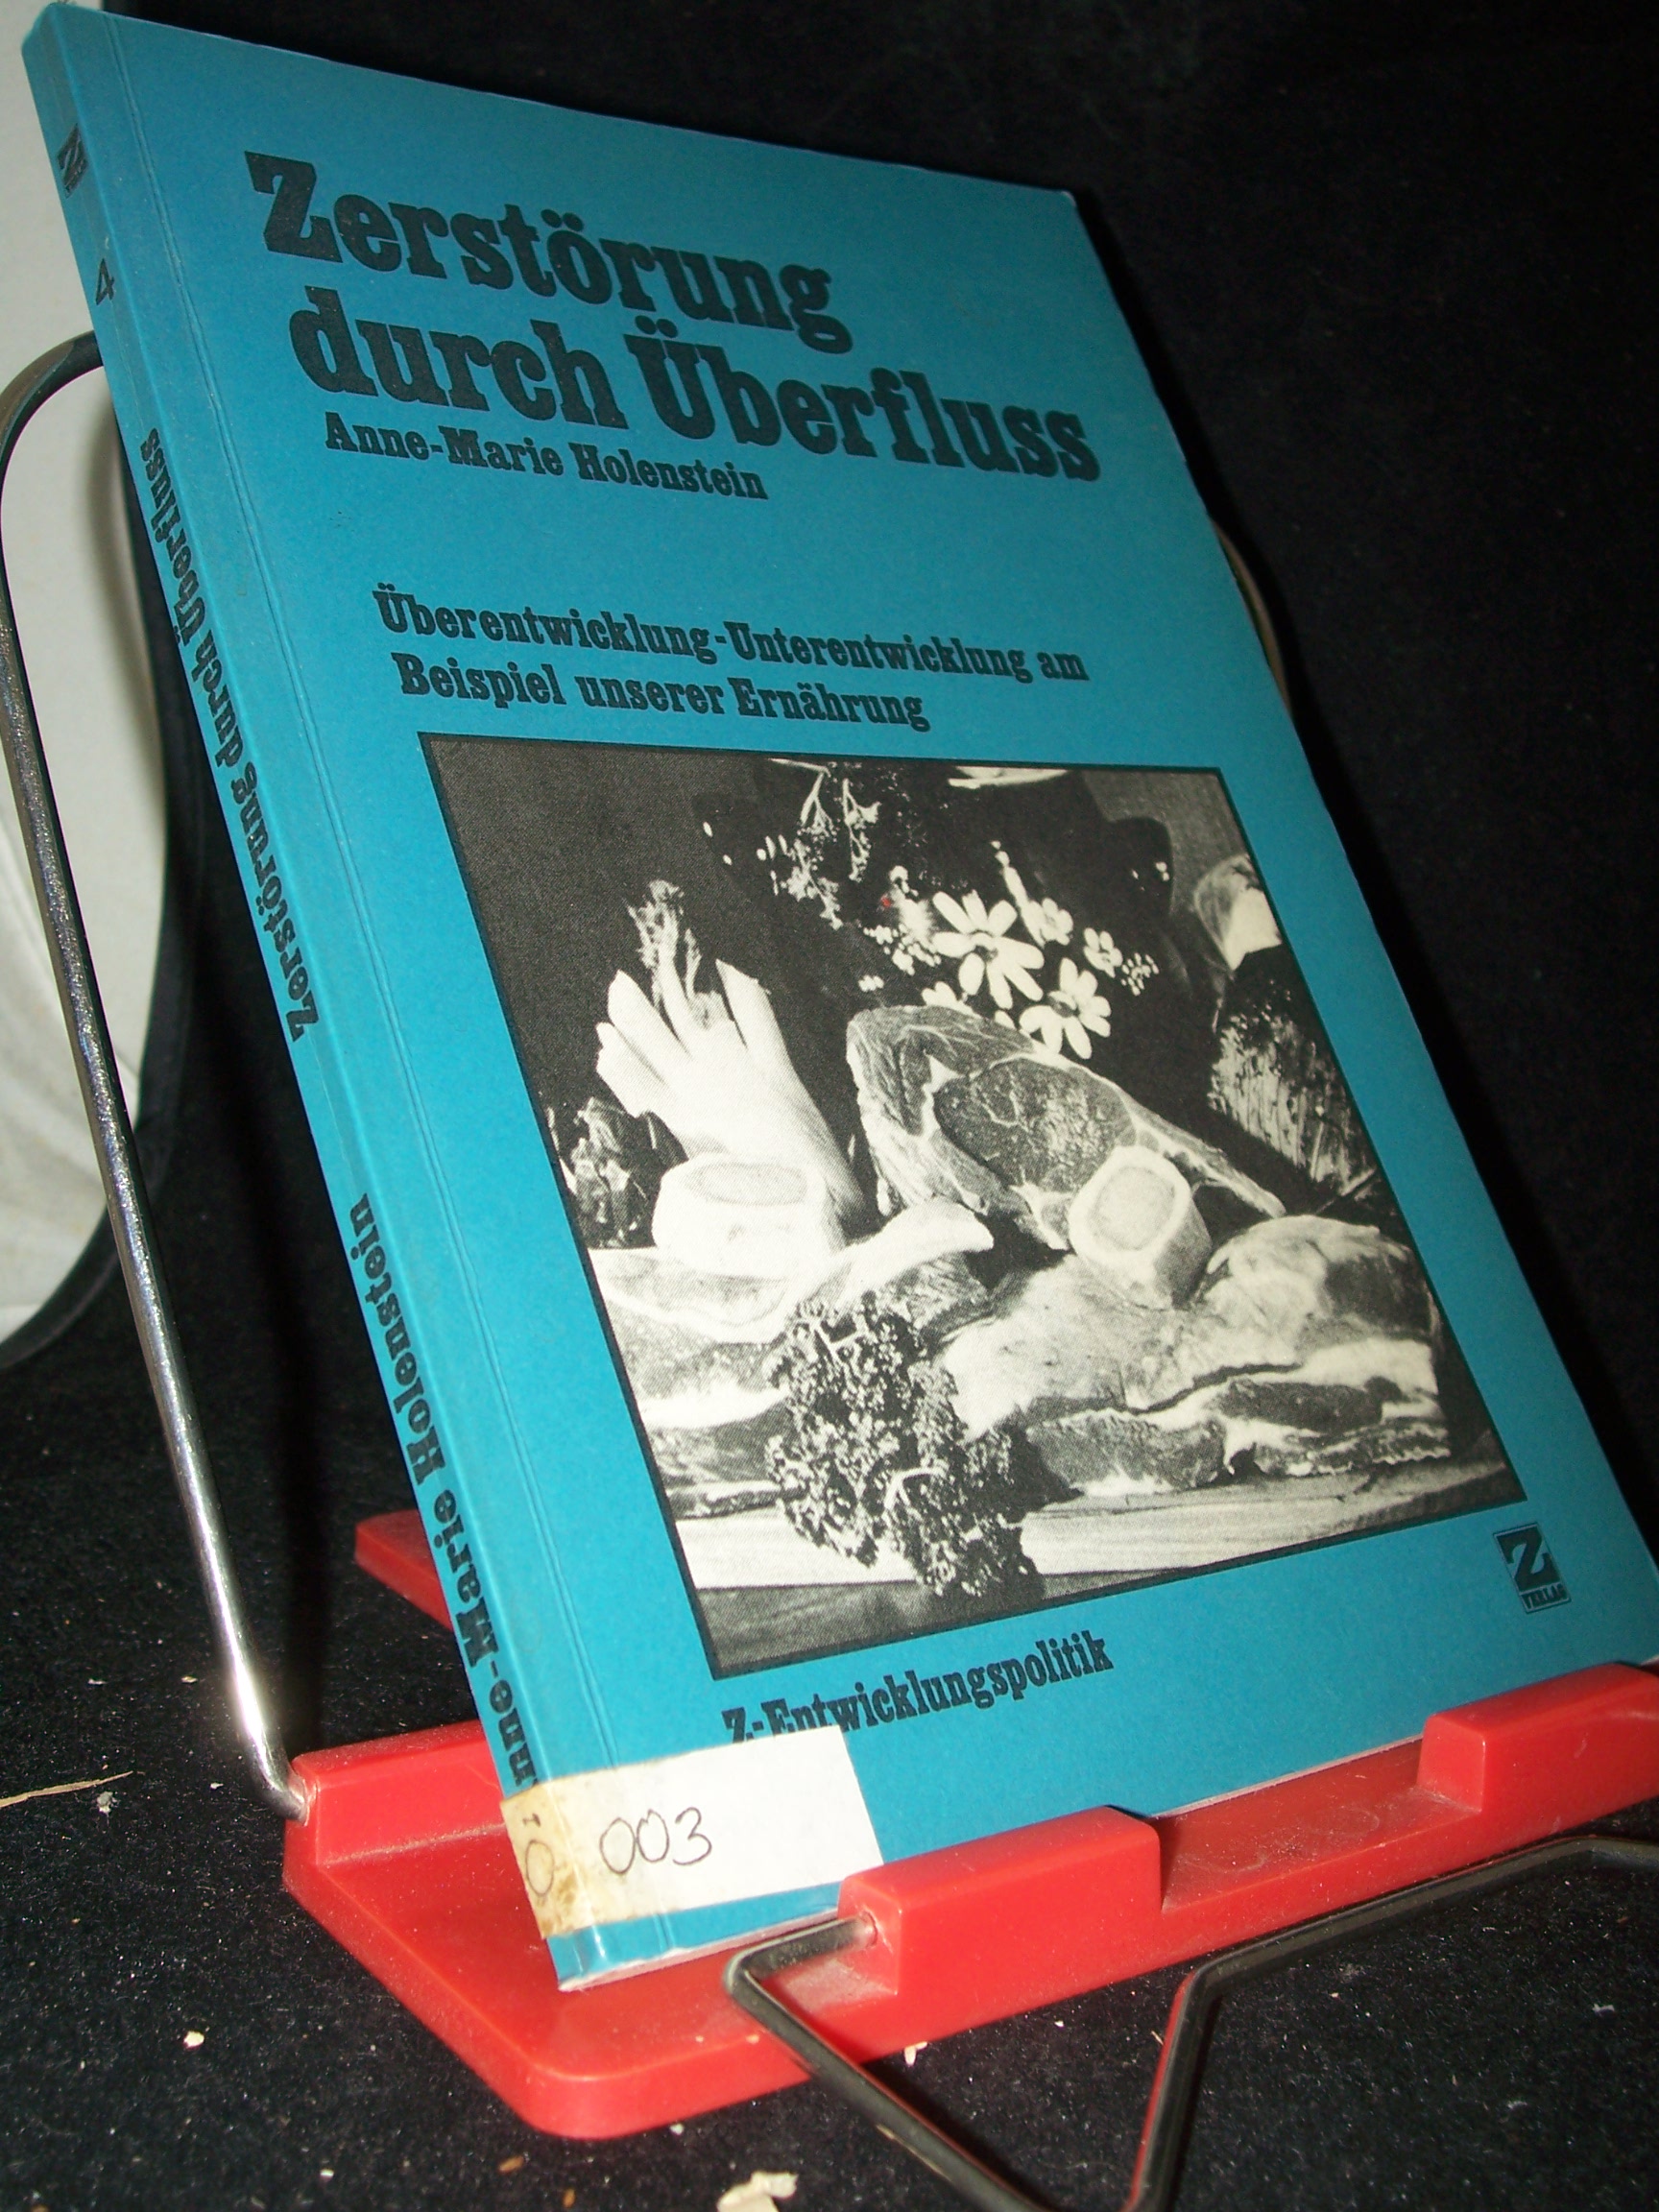 Zerstörung
durch Überfluss
Anne-Marie Holenstein
Überentwicklung-Unterentwicklung am
Beispiel unserer Ernährung
Z
VERLAG
Z-Entwicklungspolitik
003
4
Anne-Marie Holenstein Zerstörung durch Überfluss